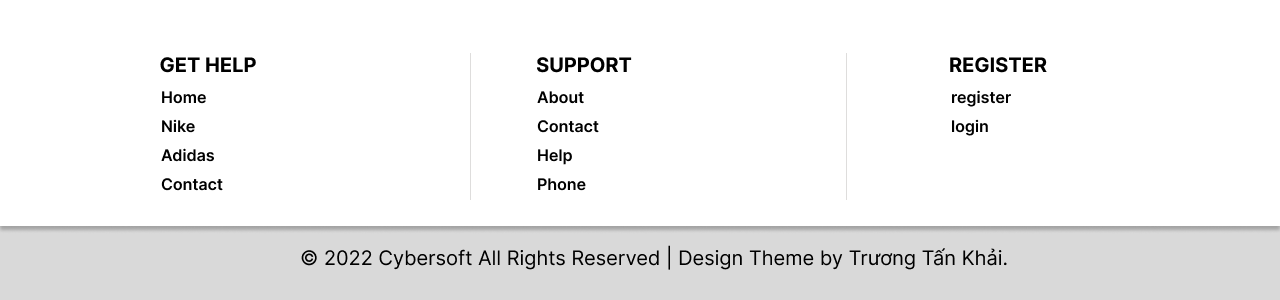 GET HELP
Home
Nike
Adidas
Contact
SUPPORT
About
Contact
Help
Phone
REGISTER
register
login
© 2022 Cybersoft All Rights Reserved | Design Theme by Trương Tấn Khải.